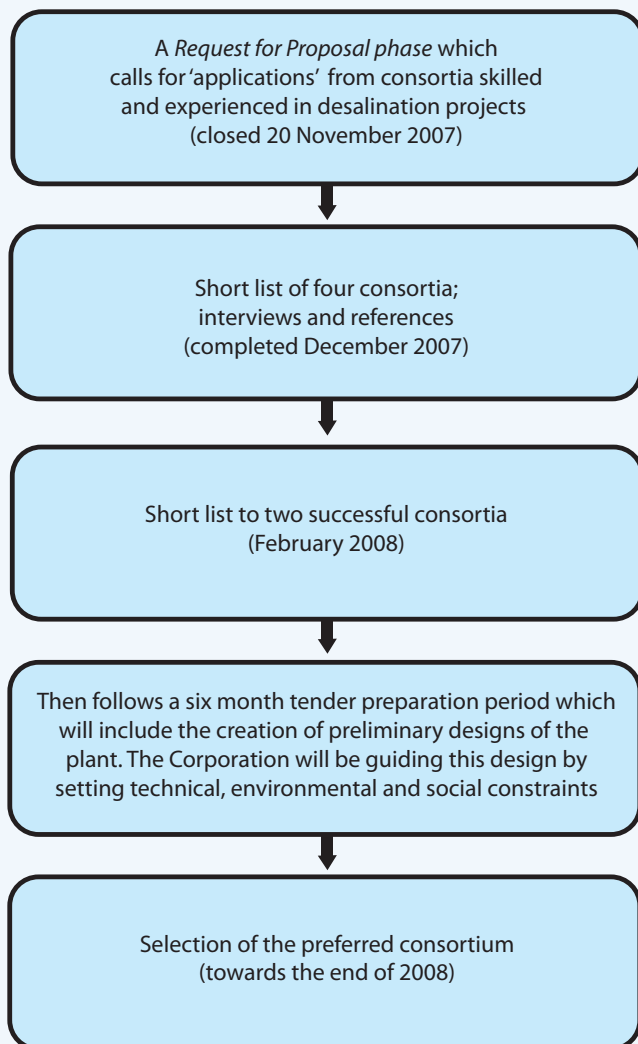 A Request for Proposal phase which
calls for ‘applications’ from consortia skilled
and experienced in desalination projects
(closed 20 November 2007)
Short list of four consortia;
interviews and references
(completed December 2007)
Short list to two successful consortia
(February 2008)
Then follows a six month tender preparation period which
will include the creation of preliminary designs of the
plant. The Corporation will be guiding this design by
setting technical, environmental and social constraints
Selection of the preferred consortium
(towards the end of 2008)